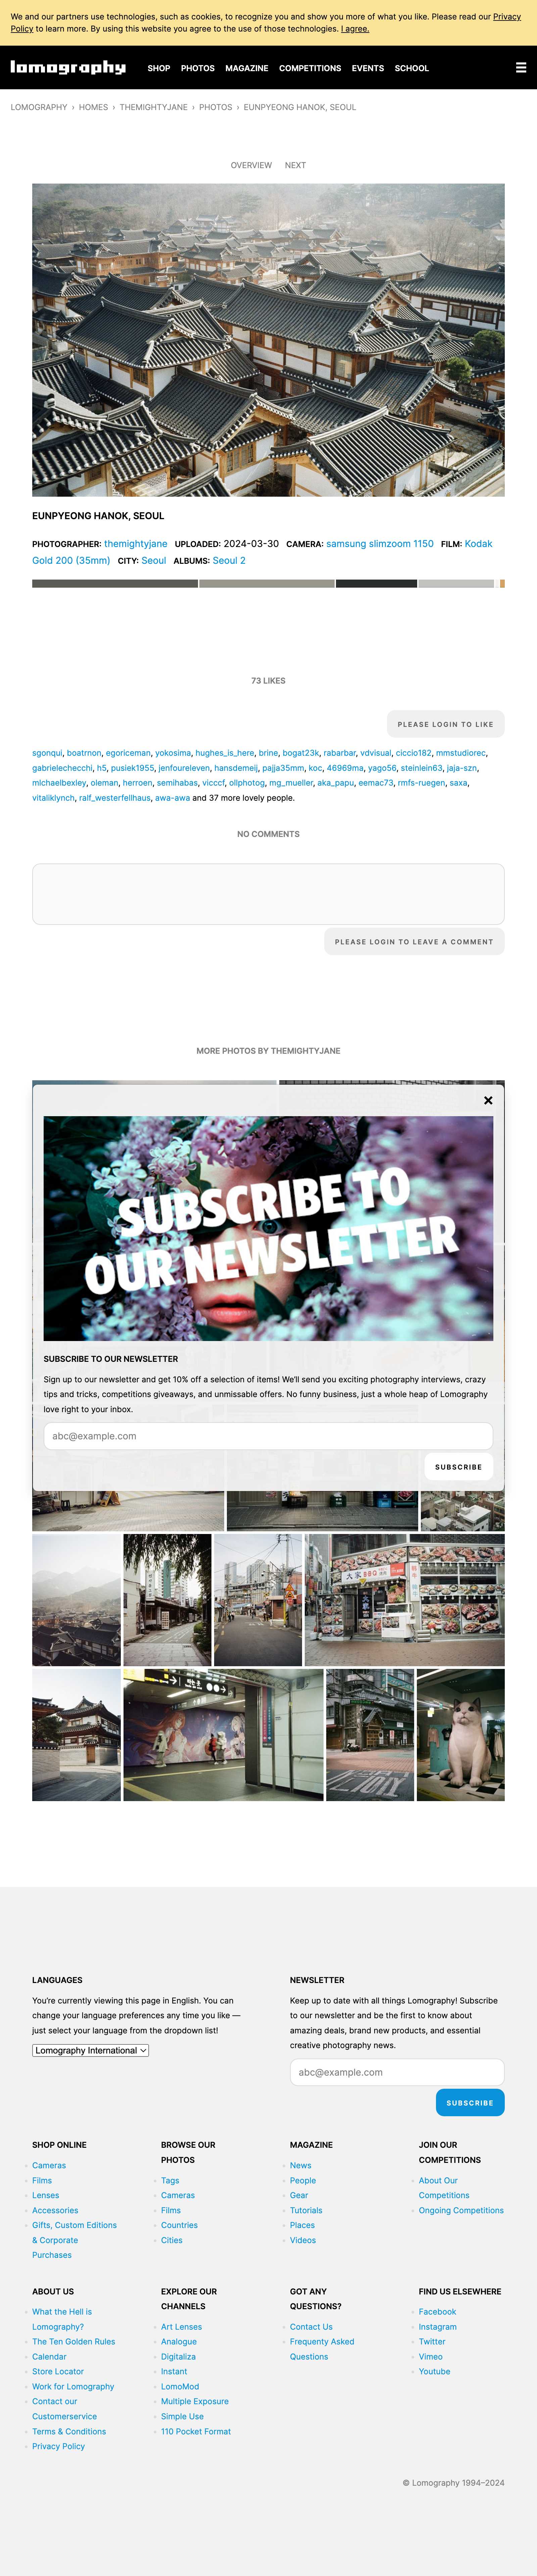 We and our partners use technologies, such as cookies, to recognize you and show you more of what you like. Please read our Privacy
Policy to learn more. By using this website you agree to the use of those technologies. I agree.
lomography SHOP PHOTOS MAGAZINE COMPETITIONS EVENTS SCHOOL
LOMOGRAPHY › HOMES › THEMIGHTYJANE › PHOTOS › EUNPYEONG HANOK, SEOUL
OVERVIEW NEXT
EUNPYEONG HANOK, SEOUL
PHOTOGRAPHER: themightyjane UPLOADED: 2024-03-30 CAMERA: samsung slimzoom 1150 FILM: Kodak
Gold 200 (35mm) CITY: Seoul ALBUMS: Seoul 2
73 LIKES
PLEASE LOGIN TO LIKE
sgonqui, boatrnon, egoriceman, yokosima, hughes_is_here, brine, bogat23k, rabarbar, vdvisual, ciccio182, mmstudiorec,
gabrielechecchi, h5, pusiek1955, jenfoureleven, hansdemeij, pajja35mm, koc, 46969ma, yago56, steinlein63, jaja-szn,
mlchaelbexley, oleman, herroen, semihabas, vicccf, ollphotog, mg_mueller, aka_papu, eemac73, rmfs-ruegen, saxa,
vitaliklynch, ralf_westerfellhaus, awa-awa and 37 more lovely people.
NO COMMENTS
PLEASE LOGIN TO LEAVE A COMMENT
MORE PHOTOS BY THEMIGHTYJANE
SUBSCRIBE TO
OUR NEWSLETTER
SUBSCRIBE TO OUR NEWSLETTER
Sign up to our newsletter and get 10% off a selection of items! We'll send you exciting photography interviews, crazy
tips and tricks, competitions giveaways, and unmissable offers. No funny business, just a whole heap of Lomography
love right to your inbox.
abc@example.com
SUBSCRIBE
六家 BBQ
LANGUAGES
You're currently viewing this page in English. You can
change your language preferences any time you like —
just select your language from the dropdown list!
Lomography International
NEWSLETTER
Keep up to date with all things Lomography! Subscribe
to our newsletter and be the first to know about
amazing deals, brand new products, and essential
creative photography news.
abc@example.com
SUBSCRIBE
SHOP ONLINE
Cameras
Films
Lenses
Accessories
Gifts, Custom Editions
& Corporate
Purchases
BROWSE OUR
PHOTOS
Tags
Cameras
Films
Countries
Cities
MAGAZINE
News
People
Gear
Tutorials
Places
Videos
JOIN OUR
COMPETITIONS
About Our
Competitions
Ongoing Competitions
ABOUT US
What the Hell is
Lomography?
The Ten Golden Rules
Calendar
Store Locator
Work for Lomography
Contact our
Customerservice
Terms & Conditions
Privacy Policy
EXPLORE OUR
CHANNELS
Art Lenses
Analogue
Digitaliza
Instant
LomoMod
Multiple Exposure
Simple Use
110 Pocket Format
GOT ANY
QUESTIONS?
Contact Us
Frequenty Asked
Questions
FIND US ELSEWHERE
Facebook
Instagram
Twitter
Vimeo
Youtube
© Lomography 1994–2024